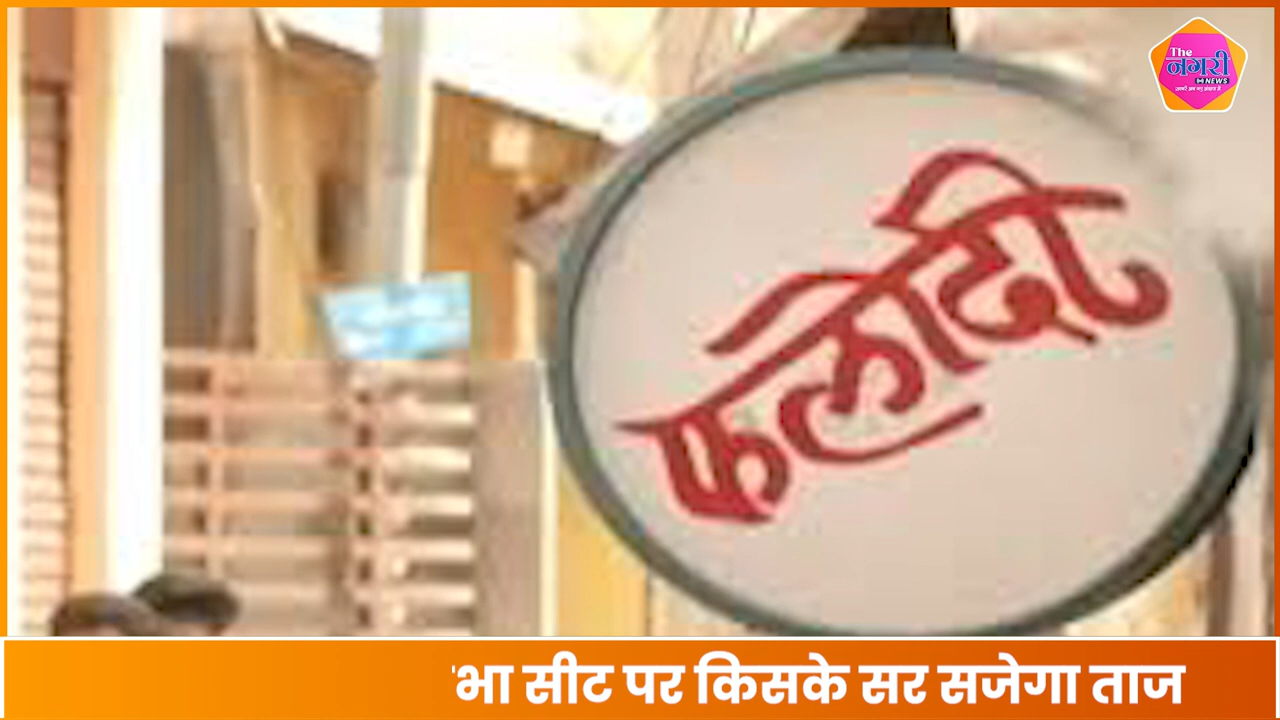 The
नगरी
NEWS
फलोदी
भा सीट पर किसके सर सजेगा ताज